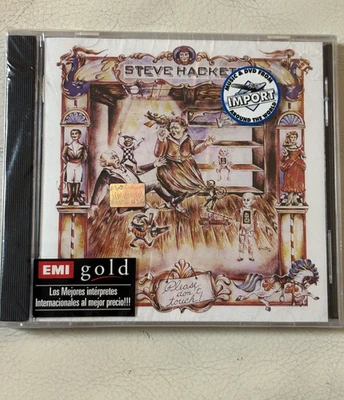 STEVE HACKET
MUSIC & DVD FROM
IMPORT
AROUND THE WORLD
Please
don't
touch
EMI gold
Los Mejores intérpretes
Internacionales al mejor precio!!!